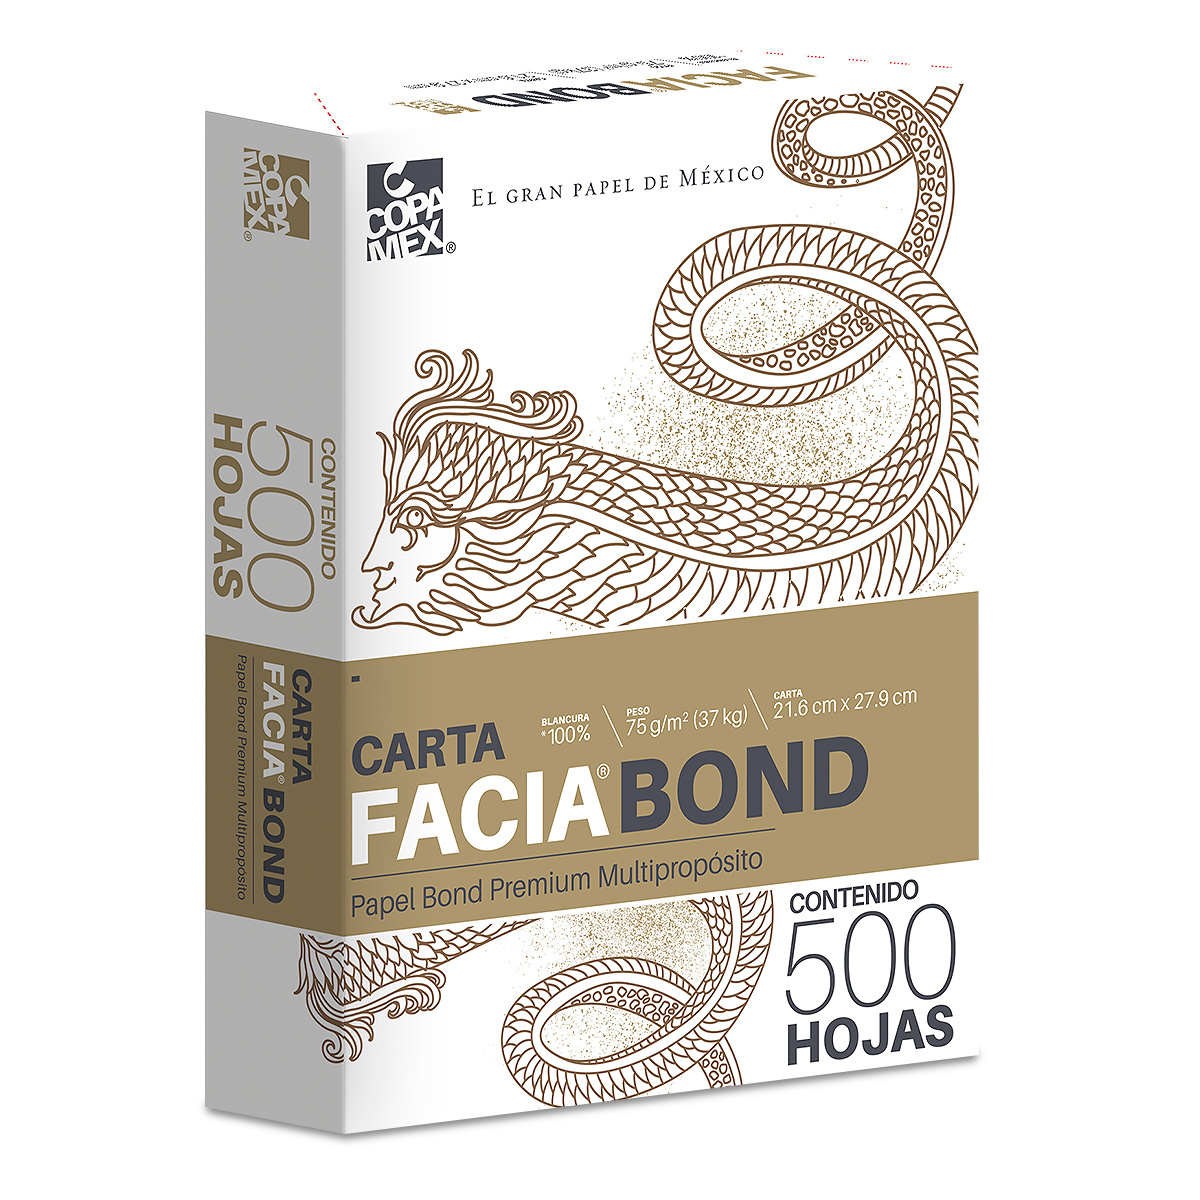 FACIA BOND
COPA
MEX®
EL GRAN PAPEL DE MÉXICO
COPA
MEX®
CONTENIDO
500
HOJAS
CARTA
FACIA® BOND
Papel Bond Premium Multipropósito
BLANCURA
*100%
PESO
75 g/m² (37 kg)
CARTA
21.6 cm x 27.9 cm
CARTA
FACIA® BOND
Papel Bond Premium Multipropósito
CONTENIDO
500
HOJAS